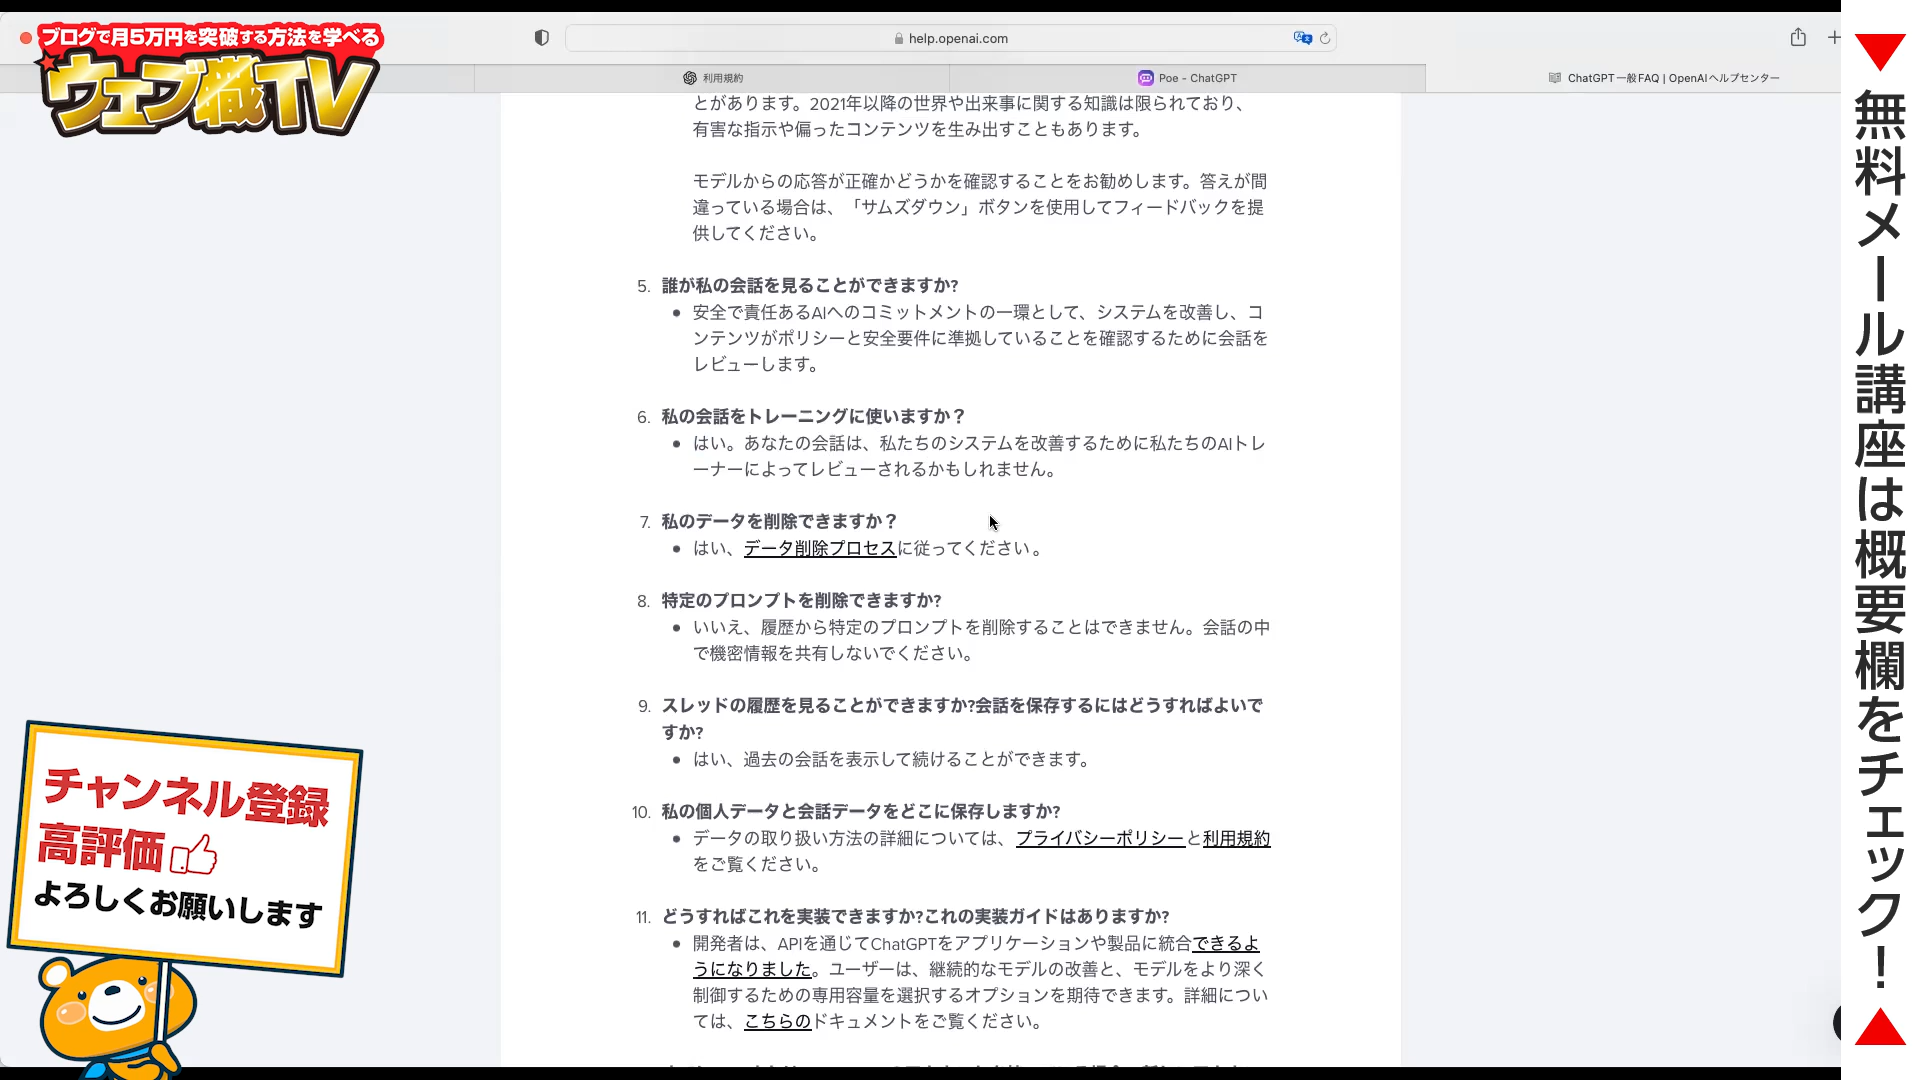 ブログで月5万円を突破する方法を学べる
ウェブ職TV
help.openai.com
利用規約
Poe - ChatGPT
ChatGPT 一般FAQ | OpenAI ヘルプセンター
とがあります。2021年以降の世界や出来事に関する知識は限られており、
有害な指示や偏ったコンテンツを生み出すこともあります。
モデルからの応答が正確かどうかを確認することをお勧めします。答えが間
違っている場合は、「サムズダウン」ボタンを使用してフィードバックを提
供してください。
5. 誰が私の会話を見ることができますか?
安全で責任あるAIへのコミットメントの一環として、システムを改善し、コ
ンテンツがポリシーと安全要件に準拠していることを確認するために会話を
レビューします。
6. 私の会話をトレーニングに使いますか？
はい。あなたの会話は、私たちのシステムを改善するために私たちのAIトレ
ーナーによってレビューされるかもしれません。
7. 私のデータを削除できますか？
はい、データ削除プロセスに従ってください。
8. 特定のプロンプトを削除できますか?
いいえ、履歴から特定のプロンプトを削除することはできません。会話の中
で機密情報を共有しないでください。
9. スレッドの履歴を見ることができますか?会話を保存するにはどうすればよいで
すか?
はい、過去の会話を表示して続けることができます。
10. 私の個人データと会話データをどこに保存しますか?
データの取り扱い方法の詳細については、プライバシーポリシーと利用規約
をご覧ください。
11. どうすればこれを実装できますか?これの実装ガイドはありますか?
開発者は、APIを通じてChatGPTをアプリケーションや製品に統合できるよ
うになりました。ユーザーは、継続的なモデルの改善と、モデルをより深く
制御するための専用容量を選択するオプションを期待できます。詳細につい
ては、こちらのドキュメントをご覧ください。
チャンネル登録
高評価
よろしくお願いします
無料メール講座は概要欄をチェック！